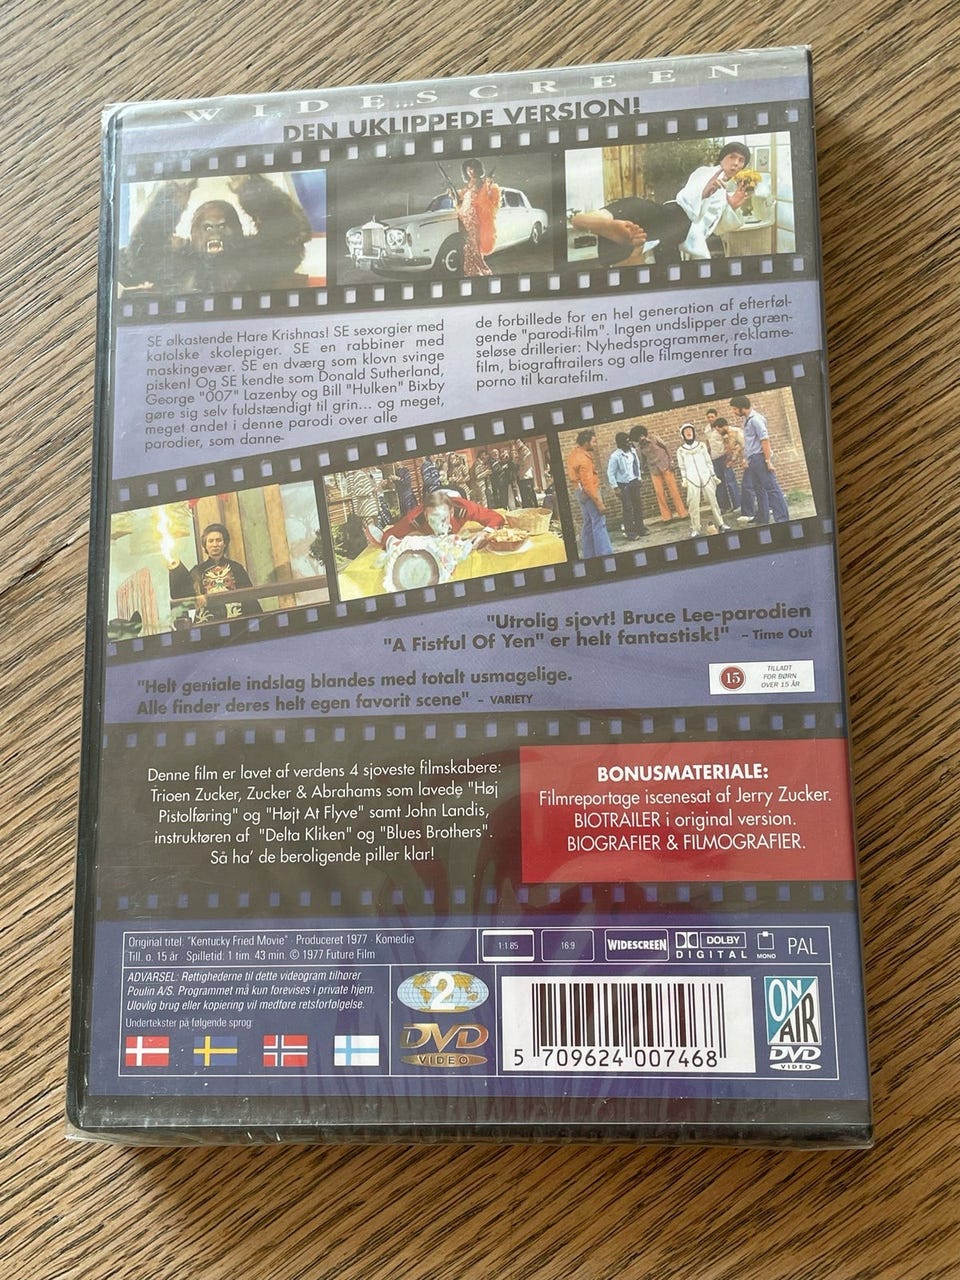 WIDESCREEN
DEN UKLIPPEDE VERSION!
SE ølkastende Hare Krishnas! SE sexorgier med
katolske skolepiger. SE en rabbiner med
maskingevær. SE en dværg som klovn svinge
pisken! Og SE kendte som Donald Sutherland,
George "007" Lazenby og Bill "Hulken" Bixby
gøre sig selv fuldstændigt til grin... og meget,
meget andet i denne parodi over alle
parodier, som danne-
de forbillede for en hel generation af efterføl-
gende "parodi-film". Ingen undslipper de græn-
seløse drillerier: Nyhedsprogrammer, reklame-
film, biograftrailers og alle filmgenrer fra
porno til karatefilm.
"Utrolig sjovt! Bruce Lee-parodien
"A Fistful Of Yen" er helt fantastisk!" – Time Out
"Helt geniale indslag blandes med totalt usmagelige.
Alle finder deres helt egen favorit scene" – VARIETY
15
TILLADT
FOR BØRN
OVER 15 ÅR
Denne film er lavet af verdens 4 sjoveste filmskabere:
Trioen Zucker, Zucker & Abrahams som lavede "Høj
Pistolføring" og "Højt At Flyve" samt John Landis,
instruktøren af "Delta Kliken" og "Blues Brothers".
Så ha' de beroligende piller klar!
BONUSMATERIALE:
Filmreportage iscenesat af Jerry Zucker.
BIOTRAILER i original version.
BIOGRAFIER & FILMOGRAFIER.
Original titel: "Kentucky Fried Movie" · Produceret 1977 · Komedie
Till. o. 15 år · Spilletid: 1 tim. 43 min. © 1977 Future Film
1:1.85
16:9
WIDESCREEN
DOLBY
DIGITAL
MONO
PAL
ADVARSEL: Rettighederne til dette videogram tilhører
Poulin A/S. Programmet må kun forevises i private hjem.
Ulovlig brug eller kopiering vil medføre retsforfølgelse.
Undertekster på følgende sprog:
2
DVD
VIDEO
5 709624 007468
ON
AIR
DVD
VIDEO